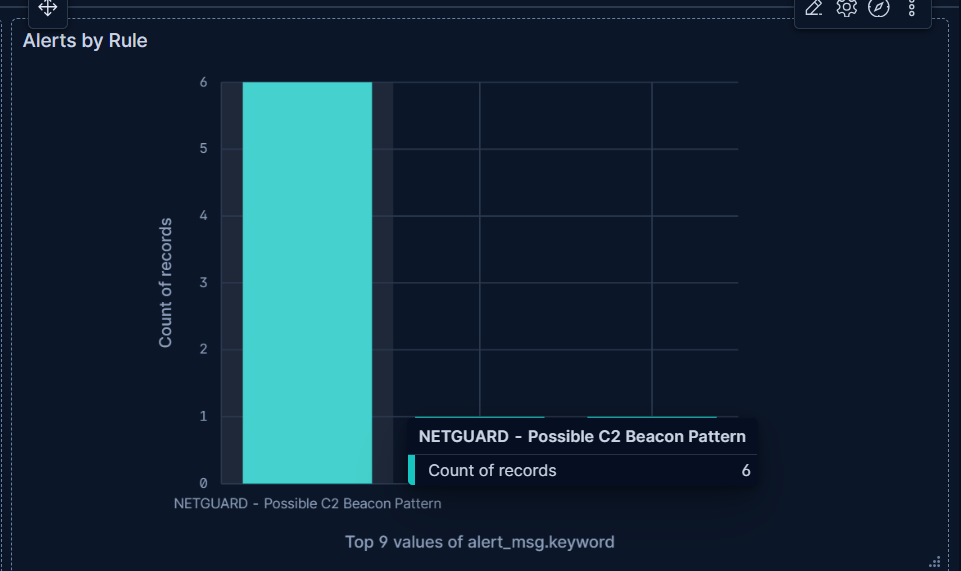 Alerts by Rule
6
5
4
3
2
1
0
Count of records
NETGUARD - Possible C2 Beacon Pattern
Count of records 6
NETGUARD - Possible C2 Beacon Pattern
Top 9 values of alert_msg.keyword